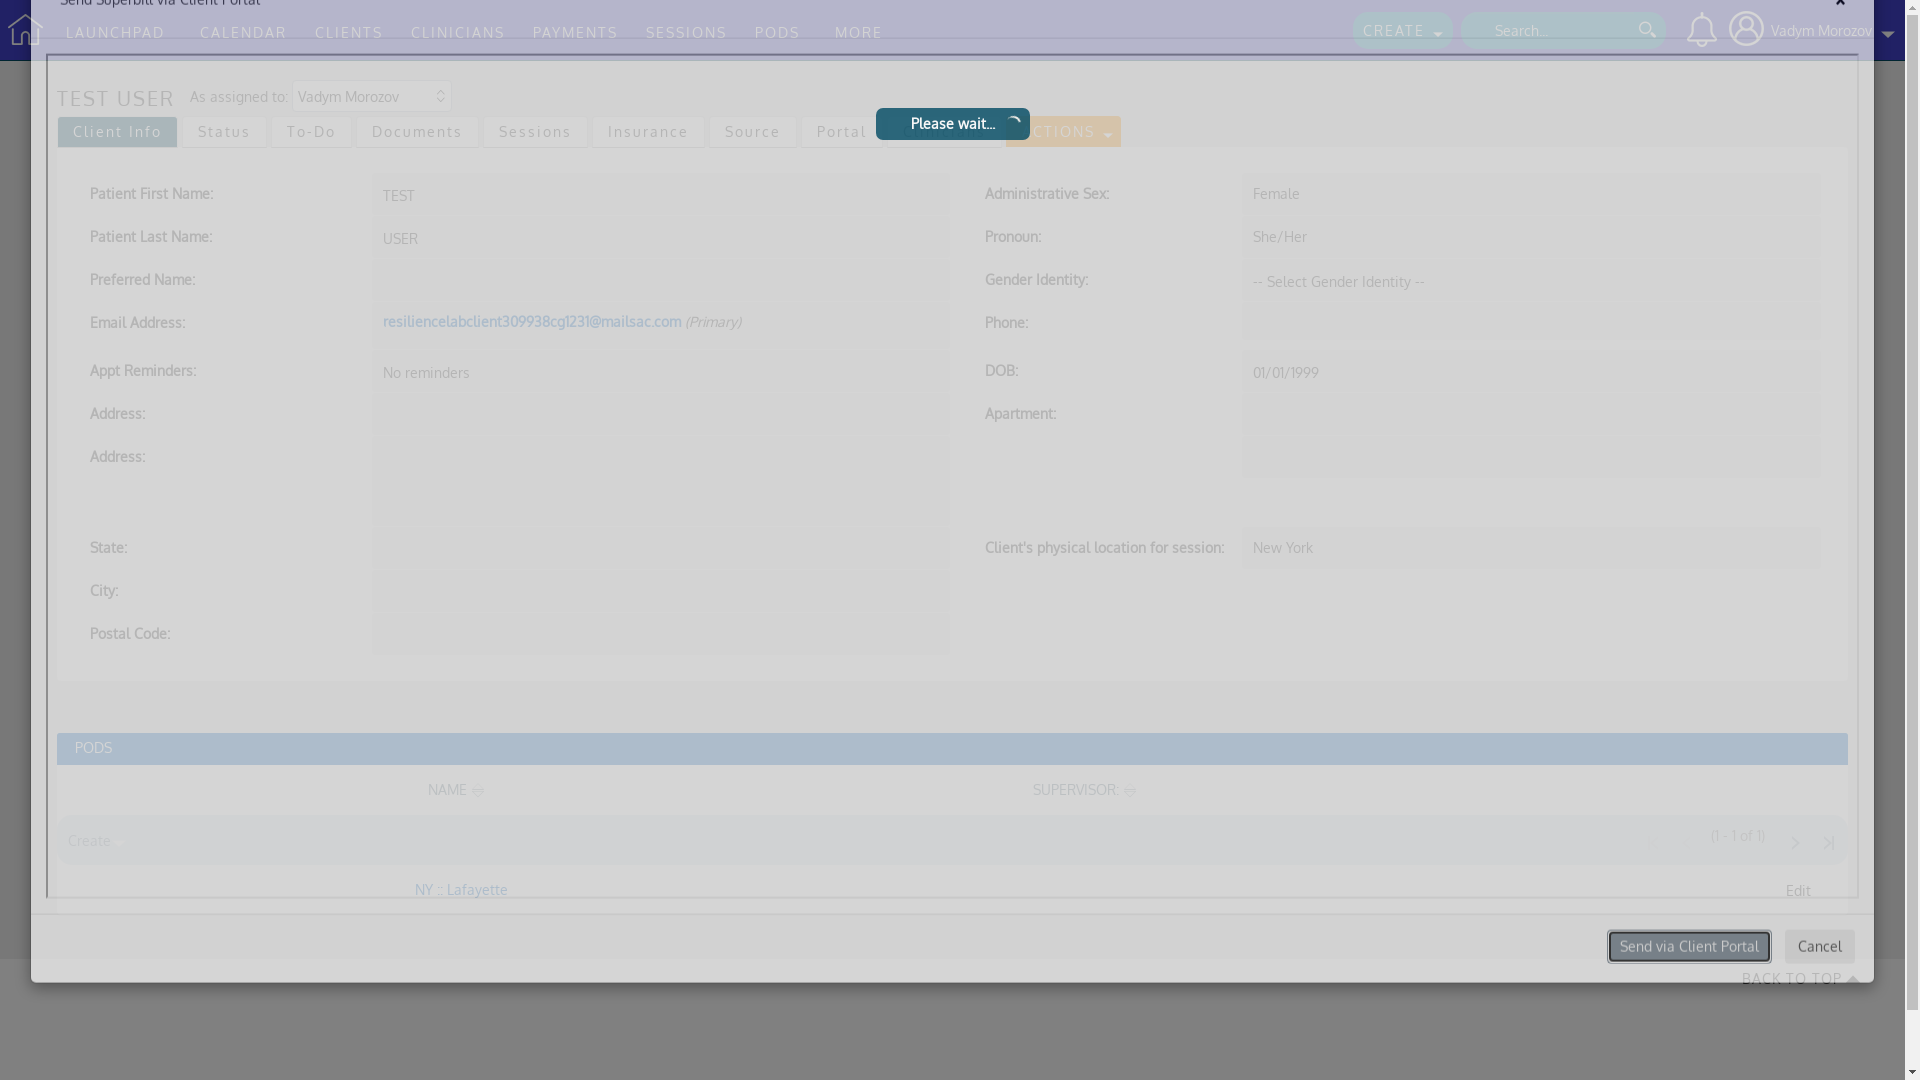 Send Superbill via Client Portal
LAUNCHPAD CALENDAR CLIENTS CLINICIANS PAYMENTS SESSIONS PODS MORE CREATE Search... Vadym Morozov
TEST USER As assigned to: Vadym Morozov
Please wait...
Client Info Status To-Do Documents Sessions Insurance Source Portal CTIONS
Patient First Name: TEST Administrative Sex: Female
Patient Last Name: USER Pronoun: She/Her
Preferred Name: Gender Identity: -- Select Gender Identity --
Email Address: resiliencelabclient309938cg1231@mailsac.com (Primary) Phone:
Appt Reminders: No reminders DOB: 01/01/1999
Address: Apartment:
Address:
State: Client's physical location for session: New York
City:
Postal Code:
PODS
NAME SUPERVISOR:
Create... (1 - 1 of 1)
NY :: Lafayette Edit
Send via Client Portal Cancel
BACK TO TOP